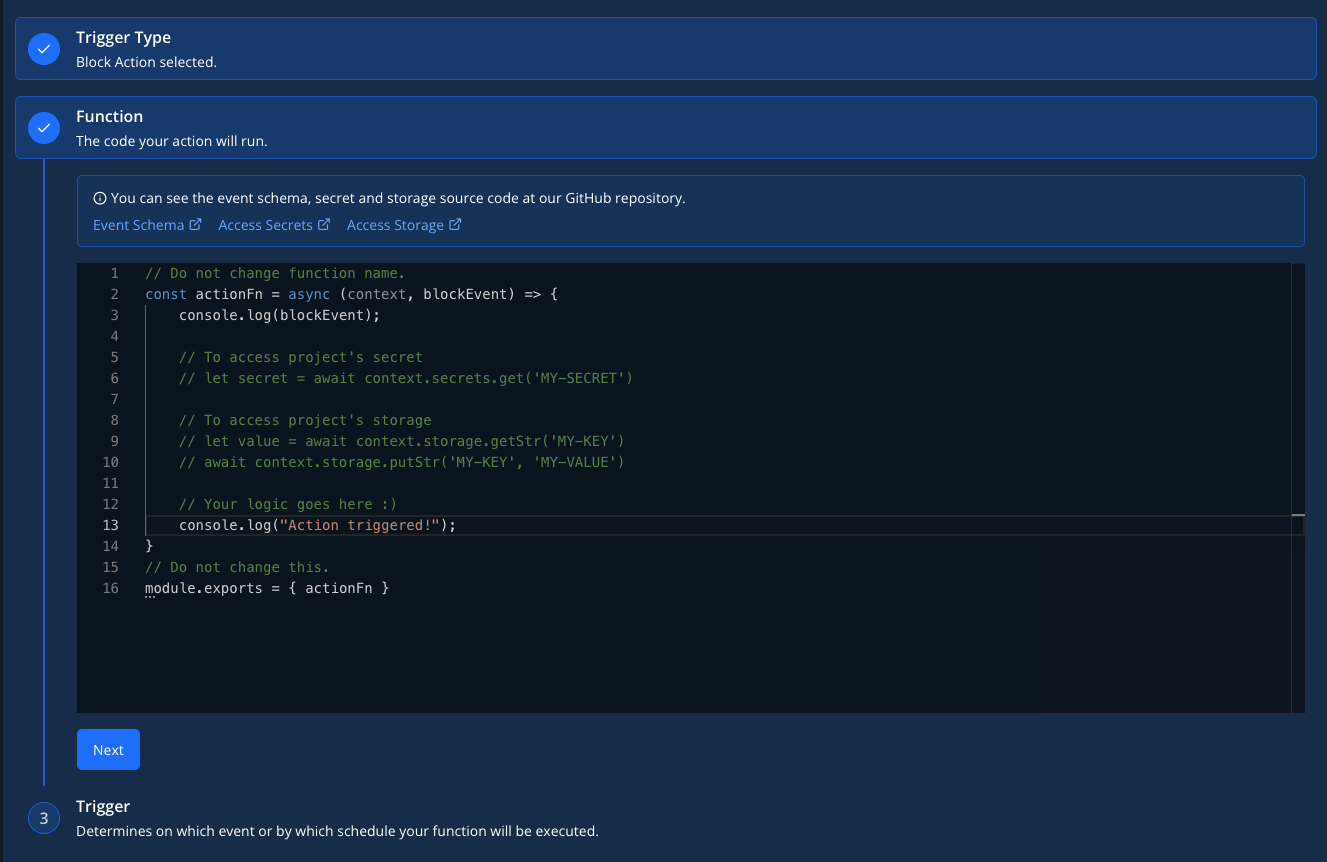 Trigger Type
Block Action selected.
Function
The code your action will run.
You can see the event schema, secret and storage source code at our GitHub repository.
Event Schema Access Secrets Access Storage
1 // Do not change function name.
2 const actionFn = async (context, blockEvent) => {
3     console.log(blockEvent);
4
5     // To access project's secret
6     // let secret = await context.secrets.get('MY-SECRET')
7
8     // To access project's storage
9     // let value = await context.storage.getStr('MY-KEY')
10     // await context.storage.putStr('MY-KEY', 'MY-VALUE')
11
12     // Your logic goes here :)
13     console.log("Action triggered!");
14 }
15 // Do not change this.
16 module.exports = { actionFn }
Next
3 Trigger
Determines on which event or by which schedule your function will be executed.